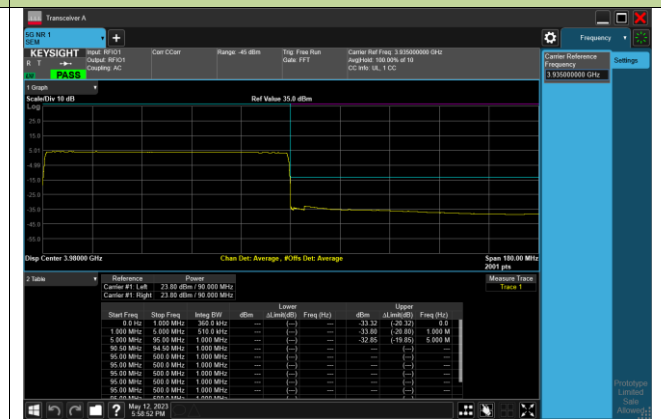 Transceiver A
5G NR 1
SEM
Frequency
KEYSIGHT
R T
PASS
Input: RFIO1
Output: RFIO1
Coupling: AC
Corr CCorr
Range: -45 dBm
Trig: Free Run
Gate: FFT
Carrier Ref Freq: 3.935000000 GHz
Avg|Hold: 100.00% of 10
CC Info: UL, 1 CC
Carrier Reference
Frequency
3.935000000 GHz
Settings
1 Graph
Scale/Div 10 dB
Ref Value 35.0 dBm
Log
25.0
15.0
5.01
-4.99
-15.0
-25.0
-35.0
-45.0
-55.0
Disp Center 3.98000 GHz
Chan Det: Average, #Offs Det: Average
Span 180.00 MHz
2001 pts
2 Table
Reference Power
Carrier #1 Left 23.80 dBm / 90.000 MHz
Carrier #1 Right 23.80 dBm / 90.000 MHz
Measure Trace
Trace 1
Lower Upper
Start Freq Stop Freq Integ BW dBm ΔLimit(dB) Freq (Hz) dBm ΔLimit(dB) Freq (Hz)
0.0 Hz 1.000 MHz 360.0 kHz --- (---) --- -33.32 (-20.32) 0.0
1.000 MHz 5.000 MHz 510.0 kHz --- (---) --- -33.80 (-20.80) 1.000 M
5.000 MHz 95.00 MHz 1.000 MHz --- (---) --- -32.85 (-19.85) 5.000 M
90.50 MHz 94.50 MHz 1.000 MHz --- (---) --- --- (---) ---
95.00 MHz 500.0 MHz 1.000 MHz --- (---) --- --- (---) ---
95.00 MHz 500.0 MHz 1.000 MHz --- (---) --- --- (---) ---
95.00 MHz 500.0 MHz 1.000 MHz --- (---) --- --- (---) ---
95.00 MHz 500.0 MHz 1.000 MHz --- (---) --- --- (---) ---
95.00 MHz 500.0 MHz 1.000 MHz --- (---) --- --- (---) ---
May 12, 2023
5:58:52 PM
Prototype
Limited
Sale
Allowed